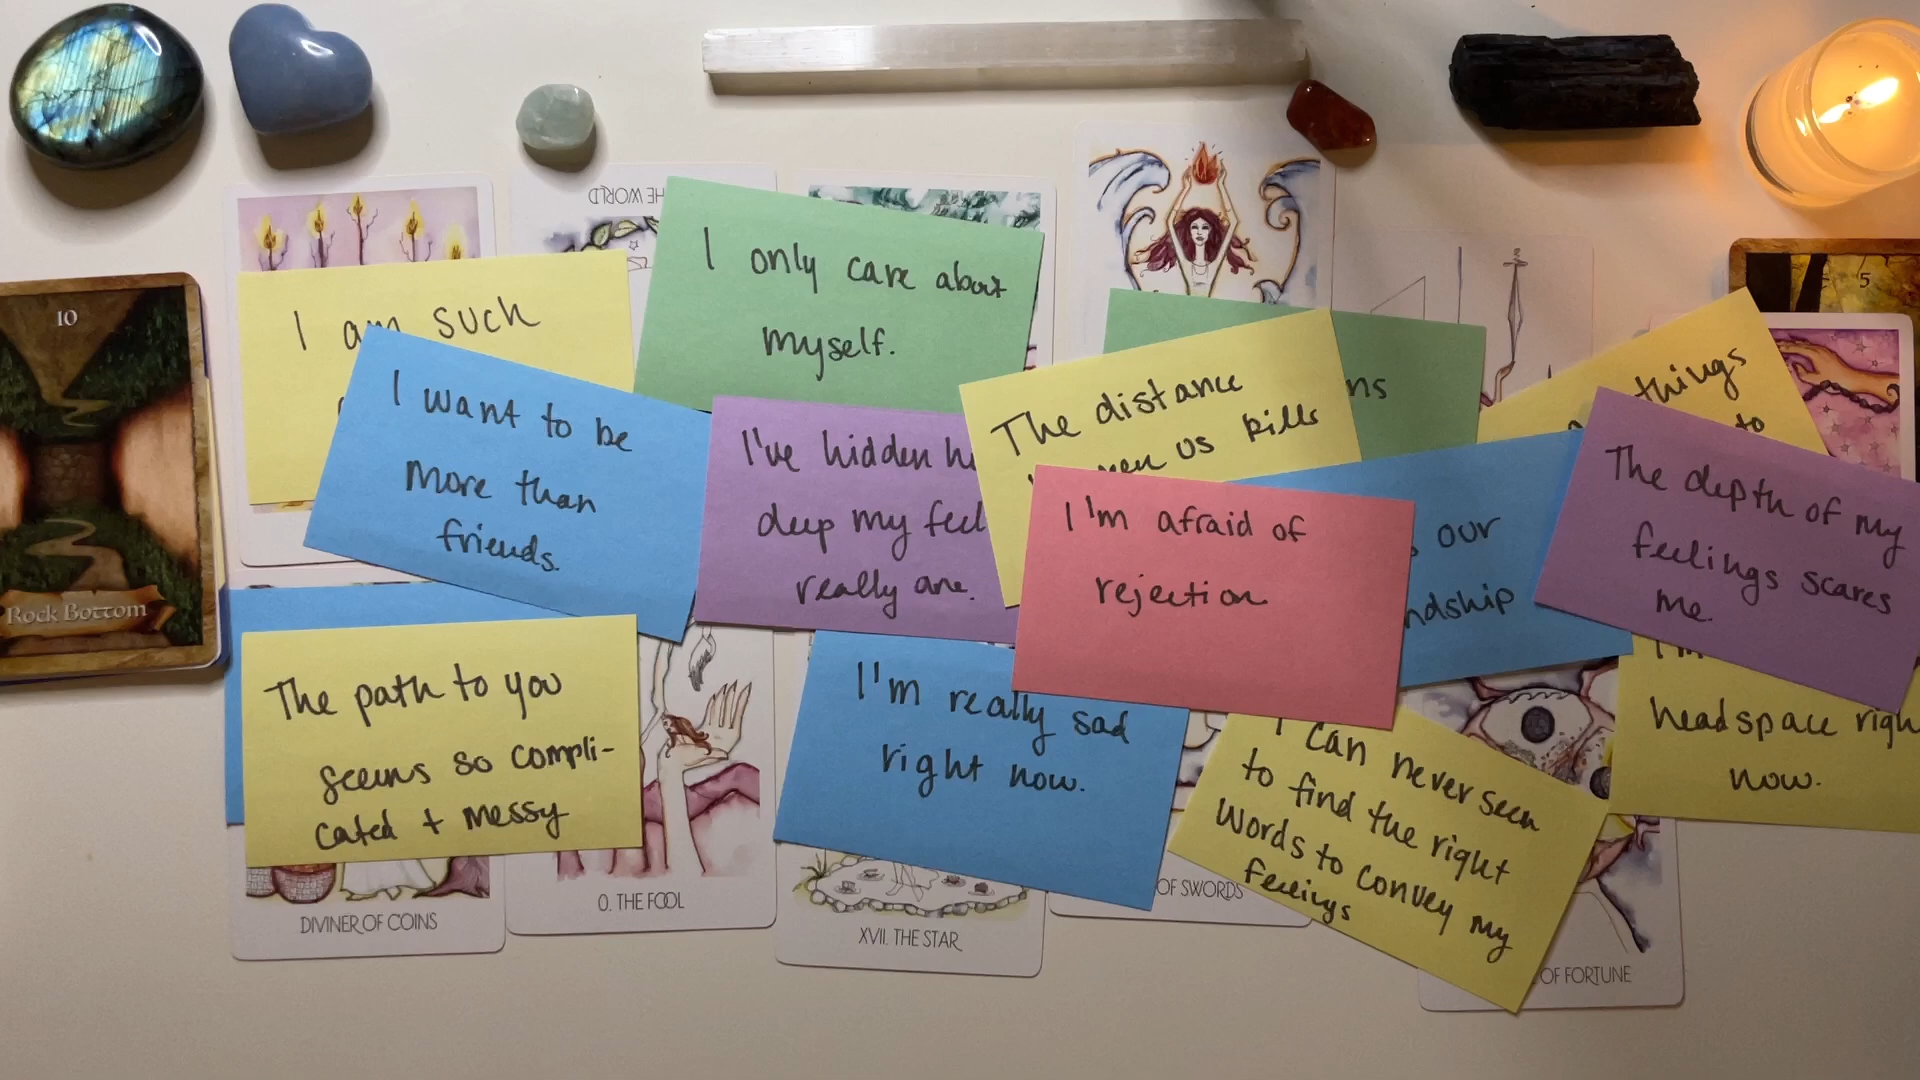 THE WORLD
10
Rock Bottom
I am such
I only care about
myself.
I want to be
more than
friends.
I've hidden
deep my
really are.
The distance
us kills
I'm afraid of
rejection
our
5
things
to
The depth of my
feelings scares
me.
The path to you
seems so compli-
cated + messy
I'm really sad
right now.
I can never seem
to find the right
words to convey my
feelings
I'm
headspace
now.
DIVINER OF COINS
0. THE FOOL
XVII. THE STAR
OF SWORDS
OF FORTUNE